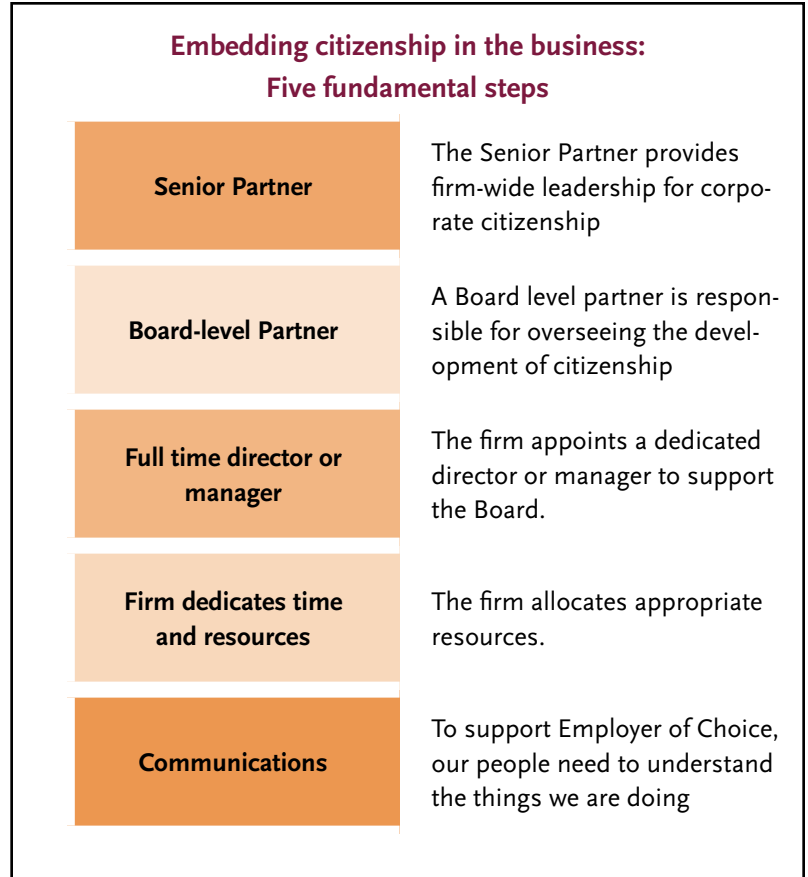 Embedding citizenship in the business:
Five fundamental steps
Senior Partner
The Senior Partner provides
firm-wide leadership for corpo-
rate citizenship
Board-level Partner
A Board level partner is respon-
sible for overseeing the devel-
opment of citizenship
Full time director or
manager
The firm appoints a dedicated
director or manager to support
the Board.
Firm dedicates time
and resources
The firm allocates appropriate
resources.
Communications
To support Employer of Choice,
our people need to understand
the things we are doing